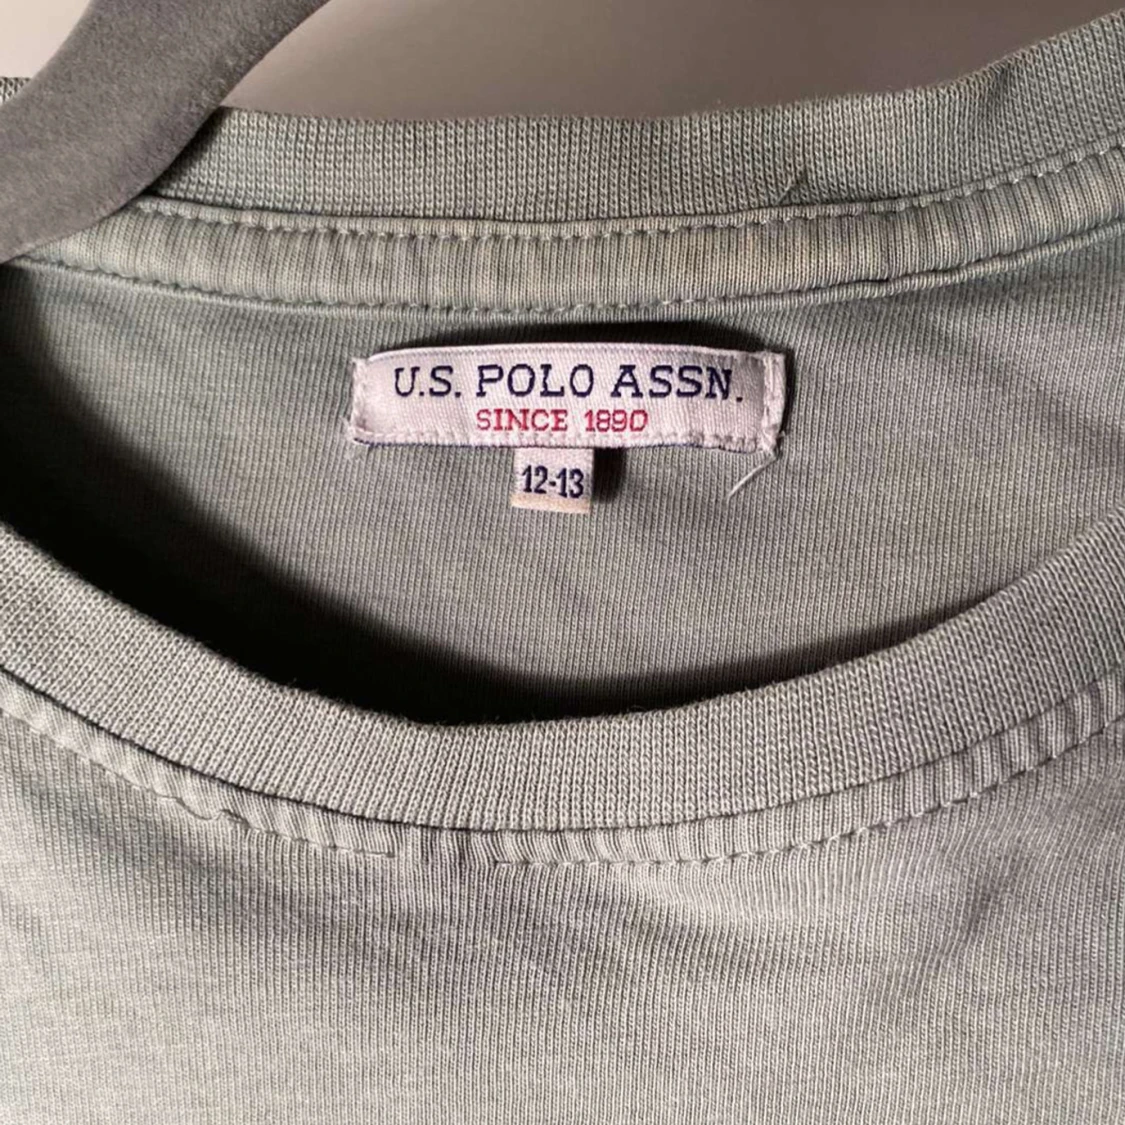 U.S. POLO ASSN.
SINCE 1890
12-13